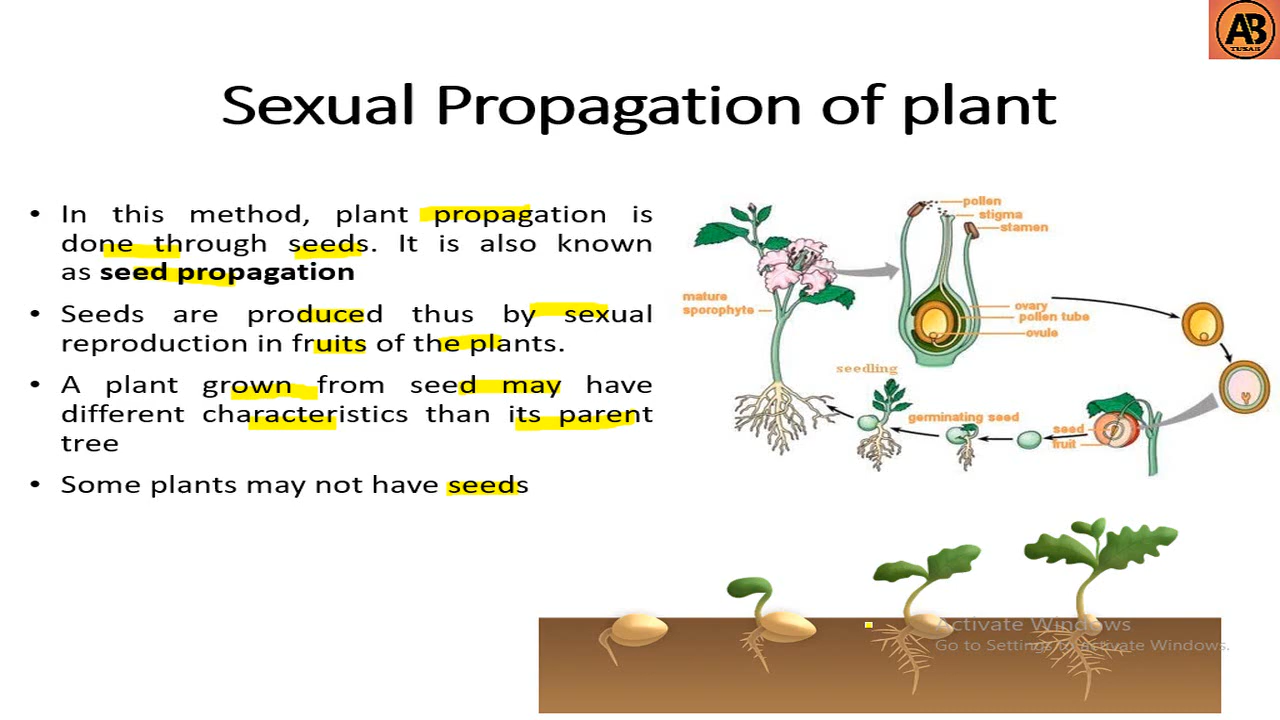 AB
TUSAR
Sexual Propagation of plant
• In this method, plant propagation is
done through seeds. It is also known
as seed propagation
• Seeds are produced thus by sexual
reproduction in fruits of the plants.
• A plant grown from seed may have
different characteristics than its parent
tree
• Some plants may not have seeds
pollen
stigma
stamen
mature
sporophyte
ovary
pollen tube
ovule
seedling
germinating seed
seed
fruit
Activate Windows
Go to Settings to activate Windows.